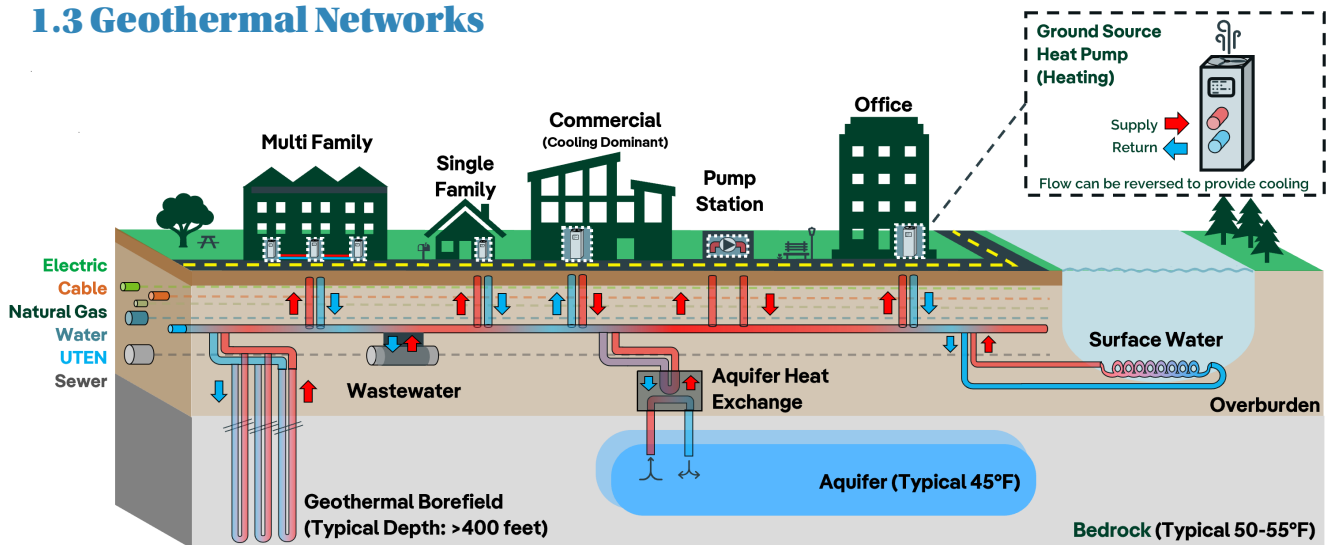 1.3 Geothermal Networks
Ground Source
Heat Pump
(Heating)
Supply
Return
Flow can be reversed to provide cooling
Multi Family
Single
Family
Commercial
(Cooling Dominant)
Pump
Station
Office
Electric
Cable
Natural Gas
Water
UTEN
Sewer
Wastewater
Aquifer Heat
Exchange
Surface Water
Overburden
Geothermal Borefield
(Typical Depth: >400 feet)
Aquifer (Typical 45°F)
Bedrock (Typical 50-55°F)